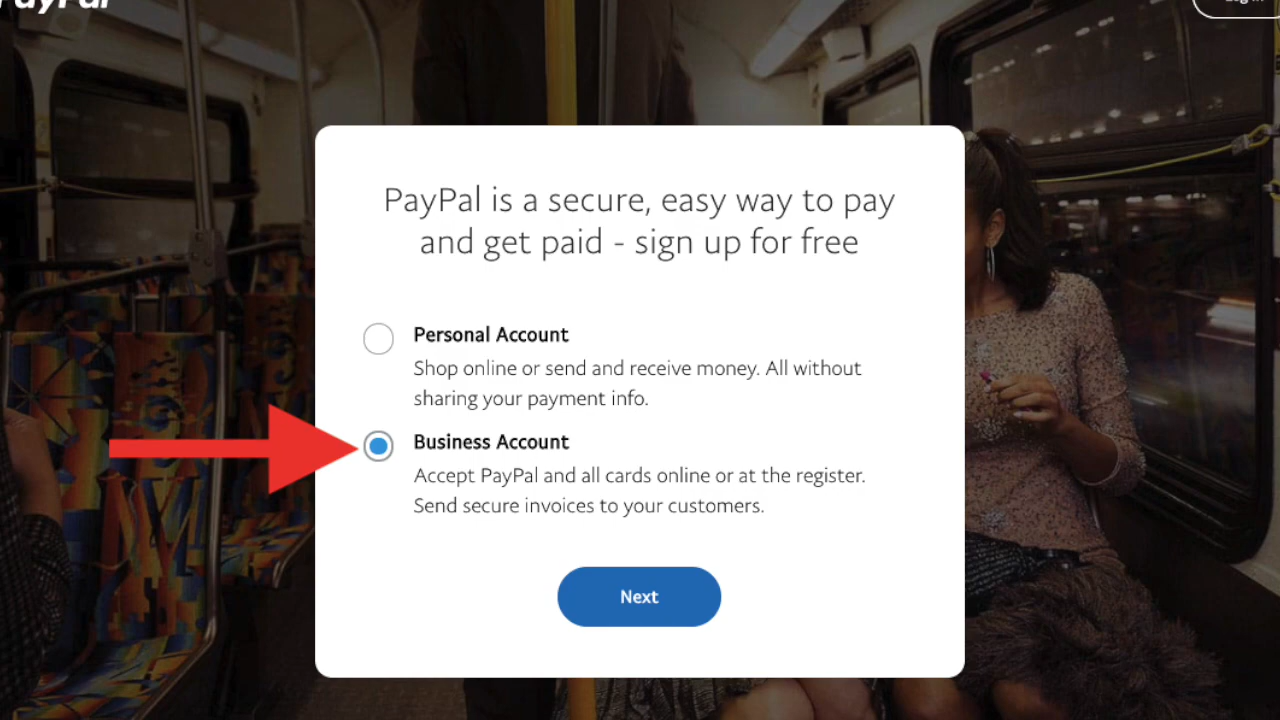 PayPal
PayPal is a secure, easy way to pay
and get paid - sign up for free
Personal Account
Shop online or send and receive money. All without
sharing your payment info.
Business Account
Accept PayPal and all cards online or at the register.
Send secure invoices to your customers.
Next